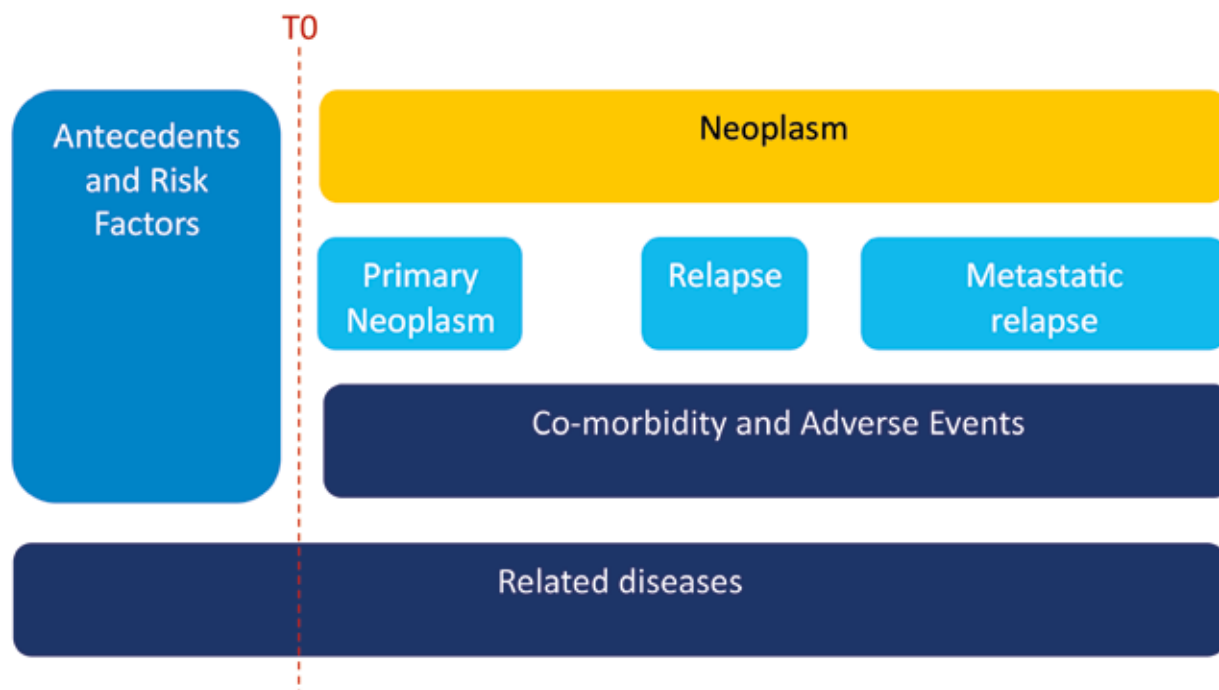 T0
Antecedents
and Risk
Factors
Neoplasm
Primary
Neoplasm
Relapse
Metastatic
relapse
Co-morbidity and Adverse Events
Related diseases